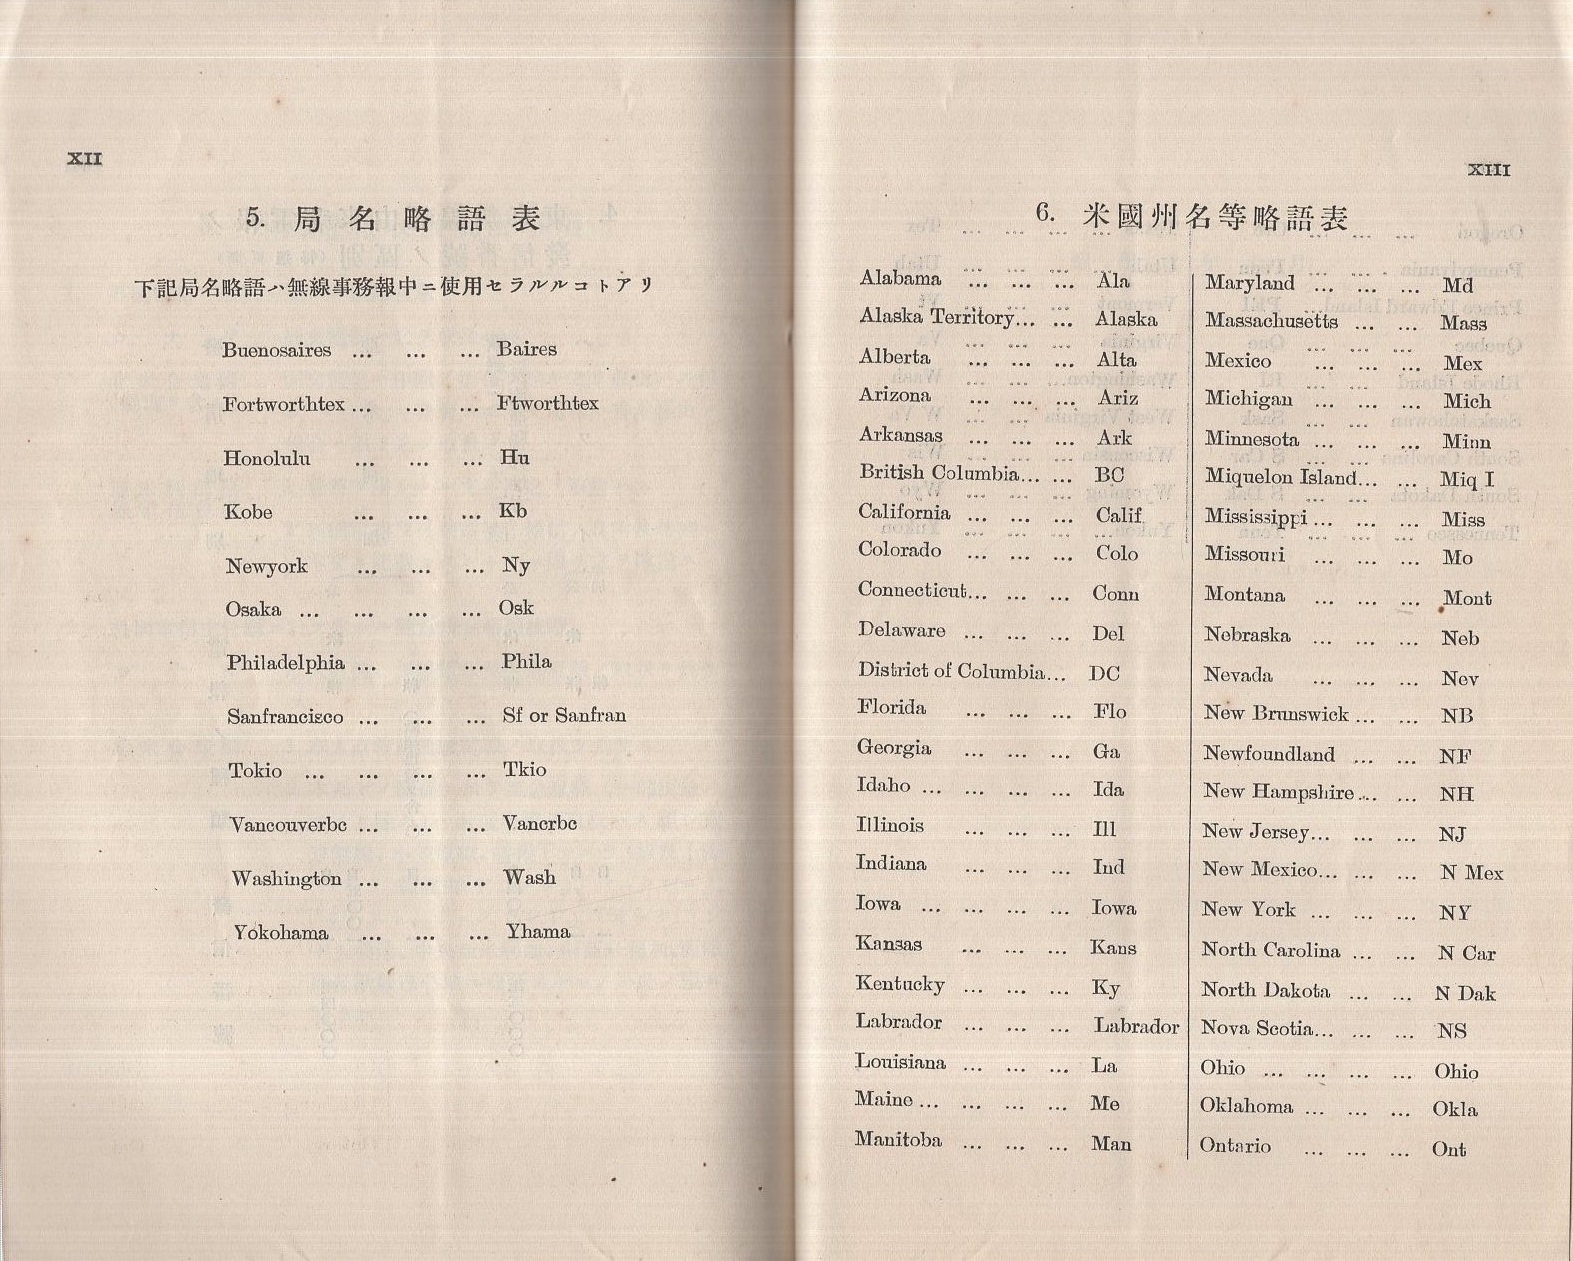 XII
5. 局名略語表
下記局名略語ハ無線事務報中ニ使用セラルルコトアリ
Buenosaires ... ... ... Baires
Fortworthtex ... ... ... Ftworthtex
Honolulu ... ... ... Hu
Kobe ... ... ... Kb
Newyork ... ... ... Ny
Osaka ... ... ... ... Osk
Philadelphia ... ... ... Phila
Sanfrancisco ... ... ... Sf or Sanfran
Tokio ... ... ... ... Tkio
Vancouverbc ... ... ... Vancrbc
Washington ... ... ... Wash
Yokohama ... ... ... Yhama
XIII
6. 米國州名等略語表
Alabama ... ... ... Ala
Alaska Territory... ... Alaska
Alberta ... ... ... Alta
Arizona ... ... ... Ariz
Arkansas ... ... ... Ark
British Columbia... ... BC
California ... ... ... Calif
Colorado ... ... ... Colo
Connecticut... ... ... Conn
Delaware ... ... ... Del
District of Columbia... DC
Florida ... ... ... Flo
Georgia ... ... ... Ga
Idaho ... ... ... ... Ida
Illinois ... ... ... Ill
Indiana ... ... ... Ind
Iowa ... ... ... ... Iowa
Kansas ... ... ... Kans
Kentucky ... ... ... Ky
Labrador ... ... ... Labrador
Louisiana ... ... ... La
Maine ... ... ... ... Me
Manitoba ... ... ... Man
Maryland ... ... ... Md
Massachusetts ... ... Mass
Mexico ... ... ... Mex
Michigan ... ... ... Mich
Minnesota ... ... ... Minn
Miquelon Island... ... Miq I
Mississippi ... ... ... Miss
Missouri ... ... ... Mo
Montana ... ... ... Mont
Nebraska ... ... ... Neb
Nevada ... ... ... Nev
New Brunswick ... ... NB
Newfoundland ... ... NF
New Hampshire ... ... NH
New Jersey... ... ... NJ
New Mexico... ... ... N Mex
New York ... ... ... NY
North Carolina ... ... N Car
North Dakota ... ... N Dak
Nova Scotia... ... ... NS
Ohio ... ... ... ... Ohio
Oklahoma ... ... ... Okla
Ontario ... ... ... Ont